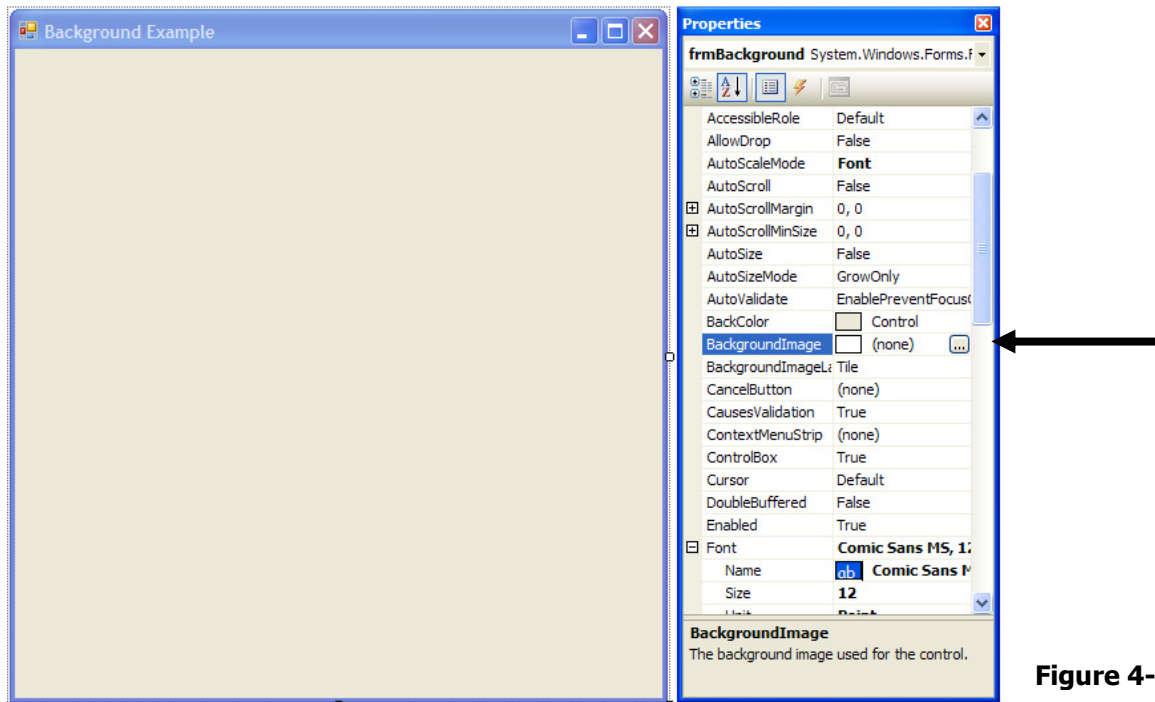 Background Example
Properties
frmBackground System.Windows.Forms.F
AccessibleRole Default
AllowDrop False
AutoScaleMode Font
AutoScroll False
AutoScrollMargin 0, 0
AutoScrollMinSize 0, 0
AutoSize False
AutoSizeMode GrowOnly
AutoValidate EnablePreventFocus
BackColor Control
BackgroundImage (none) ...
BackgroundImageLa Tile
CancelButton (none)
CausesValidation True
ContextMenuStrip (none)
ControlBox True
Cursor Default
DoubleBuffered False
Enabled True
Font Comic Sans MS, 12
Name ab Comic Sans M
Size 12
Unit Point
BackgroundImage
The background image used for the control.
Figure 4-